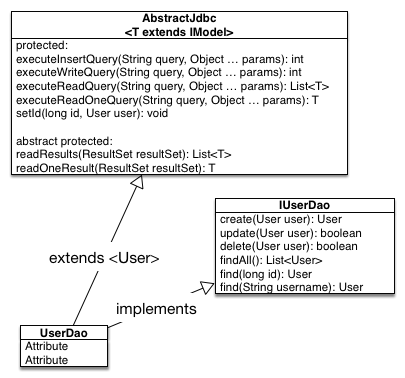 AbstractJdbc
<T extends IModel>
protected:
executeInsertQuery(String query, Object ... params): int
executeWriteQuery(String query, Object ... params): int
executeReadQuery(String query, Object ... params): List<T>
executeReadOneQuery(String query, Object ... params): T
setId(long id, User user): void
abstract protected:
readResults(ResultSet resultSet): List<T>
readOneResult(ResultSet resultSet): T
IUserDao
create(User user): User
update(User user): boolean
delete(User user): boolean
findAll(): List<User>
find(long id): User
find(String username): User
extends <User>
implements
UserDao
Attribute
Attribute